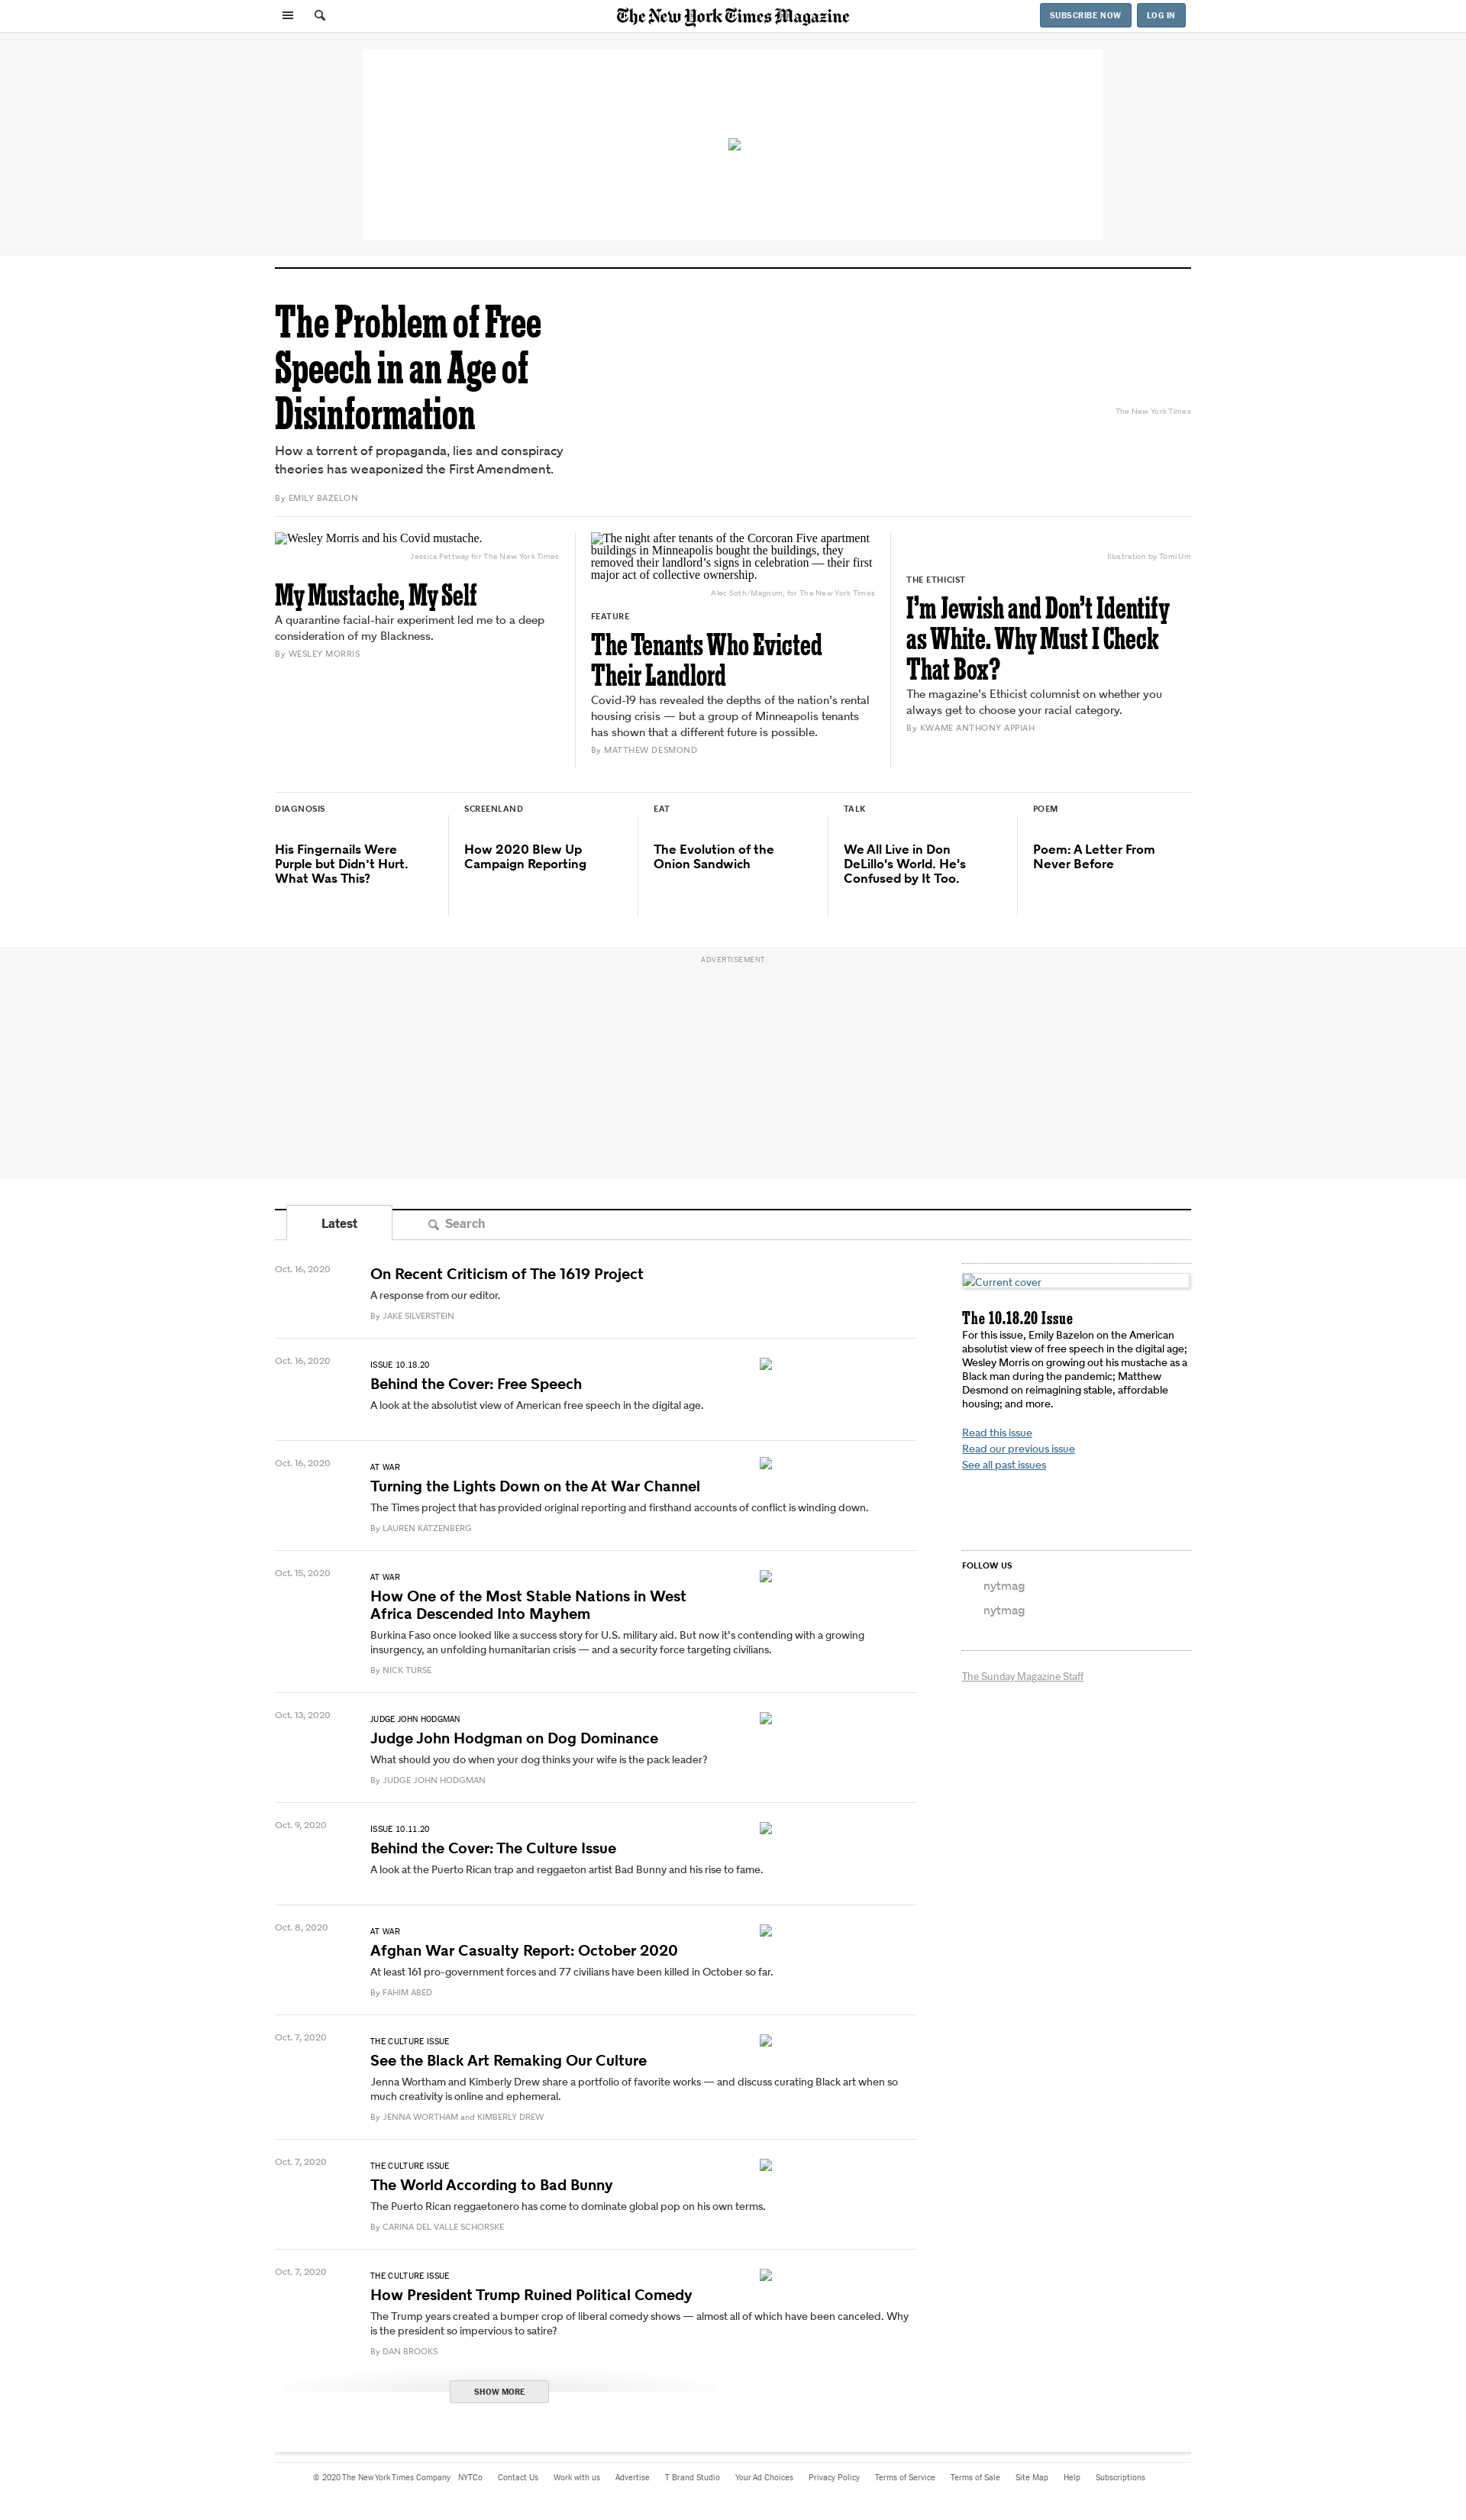 The New York Times Magazine
SUBSCRIBE NOW
LOG IN
The Problem of Free
Speech in an Age of
Disinformation
How a torrent of propaganda, lies and conspiracy
theories has weaponized the First Amendment.
By EMILY BAZELON
The New York Times
Wesley Morris and his Covid mustache.
Jessica Pettway for The New York Times
My Mustache, My Self
A quarantine facial-hair experiment led me to a deep
consideration of my Blackness.
By WESLEY MORRIS
The night after tenants of the Corcoran Five apartment
buildings in Minneapolis bought the buildings, they
removed their landlord’s signs in celebration — their first
major act of collective ownership.
Alec Soth/Magnum, for The New York Times
FEATURE
The Tenants Who Evicted
Their Landlord
Covid-19 has revealed the depths of the nation’s rental
housing crisis — but a group of Minneapolis tenants
has shown that a different future is possible.
By MATTHEW DESMOND
Illustration by Tomi Um
THE ETHICIST
I’m Jewish and Don’t Identify
as White. Why Must I Check
That Box?
The magazine’s Ethicist columnist on whether you
always get to choose your racial category.
By KWAME ANTHONY APPIAH
DIAGNOSIS
His Fingernails Were
Purple but Didn’t Hurt.
What Was This?
SCREENLAND
How 2020 Blew Up
Campaign Reporting
EAT
The Evolution of the
Onion Sandwich
TALK
We All Live in Don
DeLillo's World. He's
Confused by It Too.
POEM
Poem: A Letter From
Never Before
ADVERTISEMENT
Latest
Search
Oct. 16, 2020
On Recent Criticism of The 1619 Project
A response from our editor.
By JAKE SILVERSTEIN
Oct. 16, 2020
ISSUE 10.18.20
Behind the Cover: Free Speech
A look at the absolutist view of American free speech in the digital age.
Oct. 16, 2020
AT WAR
Turning the Lights Down on the At War Channel
The Times project that has provided original reporting and firsthand accounts of conflict is winding down.
By LAUREN KATZENBERG
Oct. 15, 2020
AT WAR
How One of the Most Stable Nations in West
Africa Descended Into Mayhem
Burkina Faso once looked like a success story for U.S. military aid. But now it’s contending with a growing
insurgency, an unfolding humanitarian crisis — and a security force targeting civilians.
By NICK TURSE
Oct. 13, 2020
JUDGE JOHN HODGMAN
Judge John Hodgman on Dog Dominance
What should you do when your dog thinks your wife is the pack leader?
By JUDGE JOHN HODGMAN
Oct. 9, 2020
ISSUE 10.11.20
Behind the Cover: The Culture Issue
A look at the Puerto Rican trap and reggaeton artist Bad Bunny and his rise to fame.
Oct. 8, 2020
AT WAR
Afghan War Casualty Report: October 2020
At least 161 pro-government forces and 77 civilians have been killed in October so far.
By FAHIM ABED
Oct. 7, 2020
THE CULTURE ISSUE
See the Black Art Remaking Our Culture
Jenna Wortham and Kimberly Drew share a portfolio of favorite works — and discuss curating Black art when so
much creativity is online and ephemeral.
By JENNA WORTHAM and KIMBERLY DREW
Oct. 7, 2020
THE CULTURE ISSUE
The World According to Bad Bunny
The Puerto Rican reggaetonero has come to dominate global pop on his own terms.
By CARINA DEL VALLE SCHORSKE
Oct. 7, 2020
THE CULTURE ISSUE
How President Trump Ruined Political Comedy
The Trump years created a bumper crop of liberal comedy shows — almost all of which have been canceled. Why
is the president so impervious to satire?
By DAN BROOKS
SHOW MORE
Current cover
The 10.18.20 Issue
For this issue, Emily Bazelon on the American
absolutist view of free speech in the digital age;
Wesley Morris on growing out his mustache as a
Black man during the pandemic; Matthew
Desmond on reimagining stable, affordable
housing; and more.
Read this issue
Read our previous issue
See all past issues
FOLLOW US
nytmag
nytmag
The Sunday Magazine Staff
© 2020 The New York Times Company NYTCo Contact Us Work with us Advertise T Brand Studio Your Ad Choices Privacy Policy Terms of Service Terms of Sale Site Map Help Subscriptions